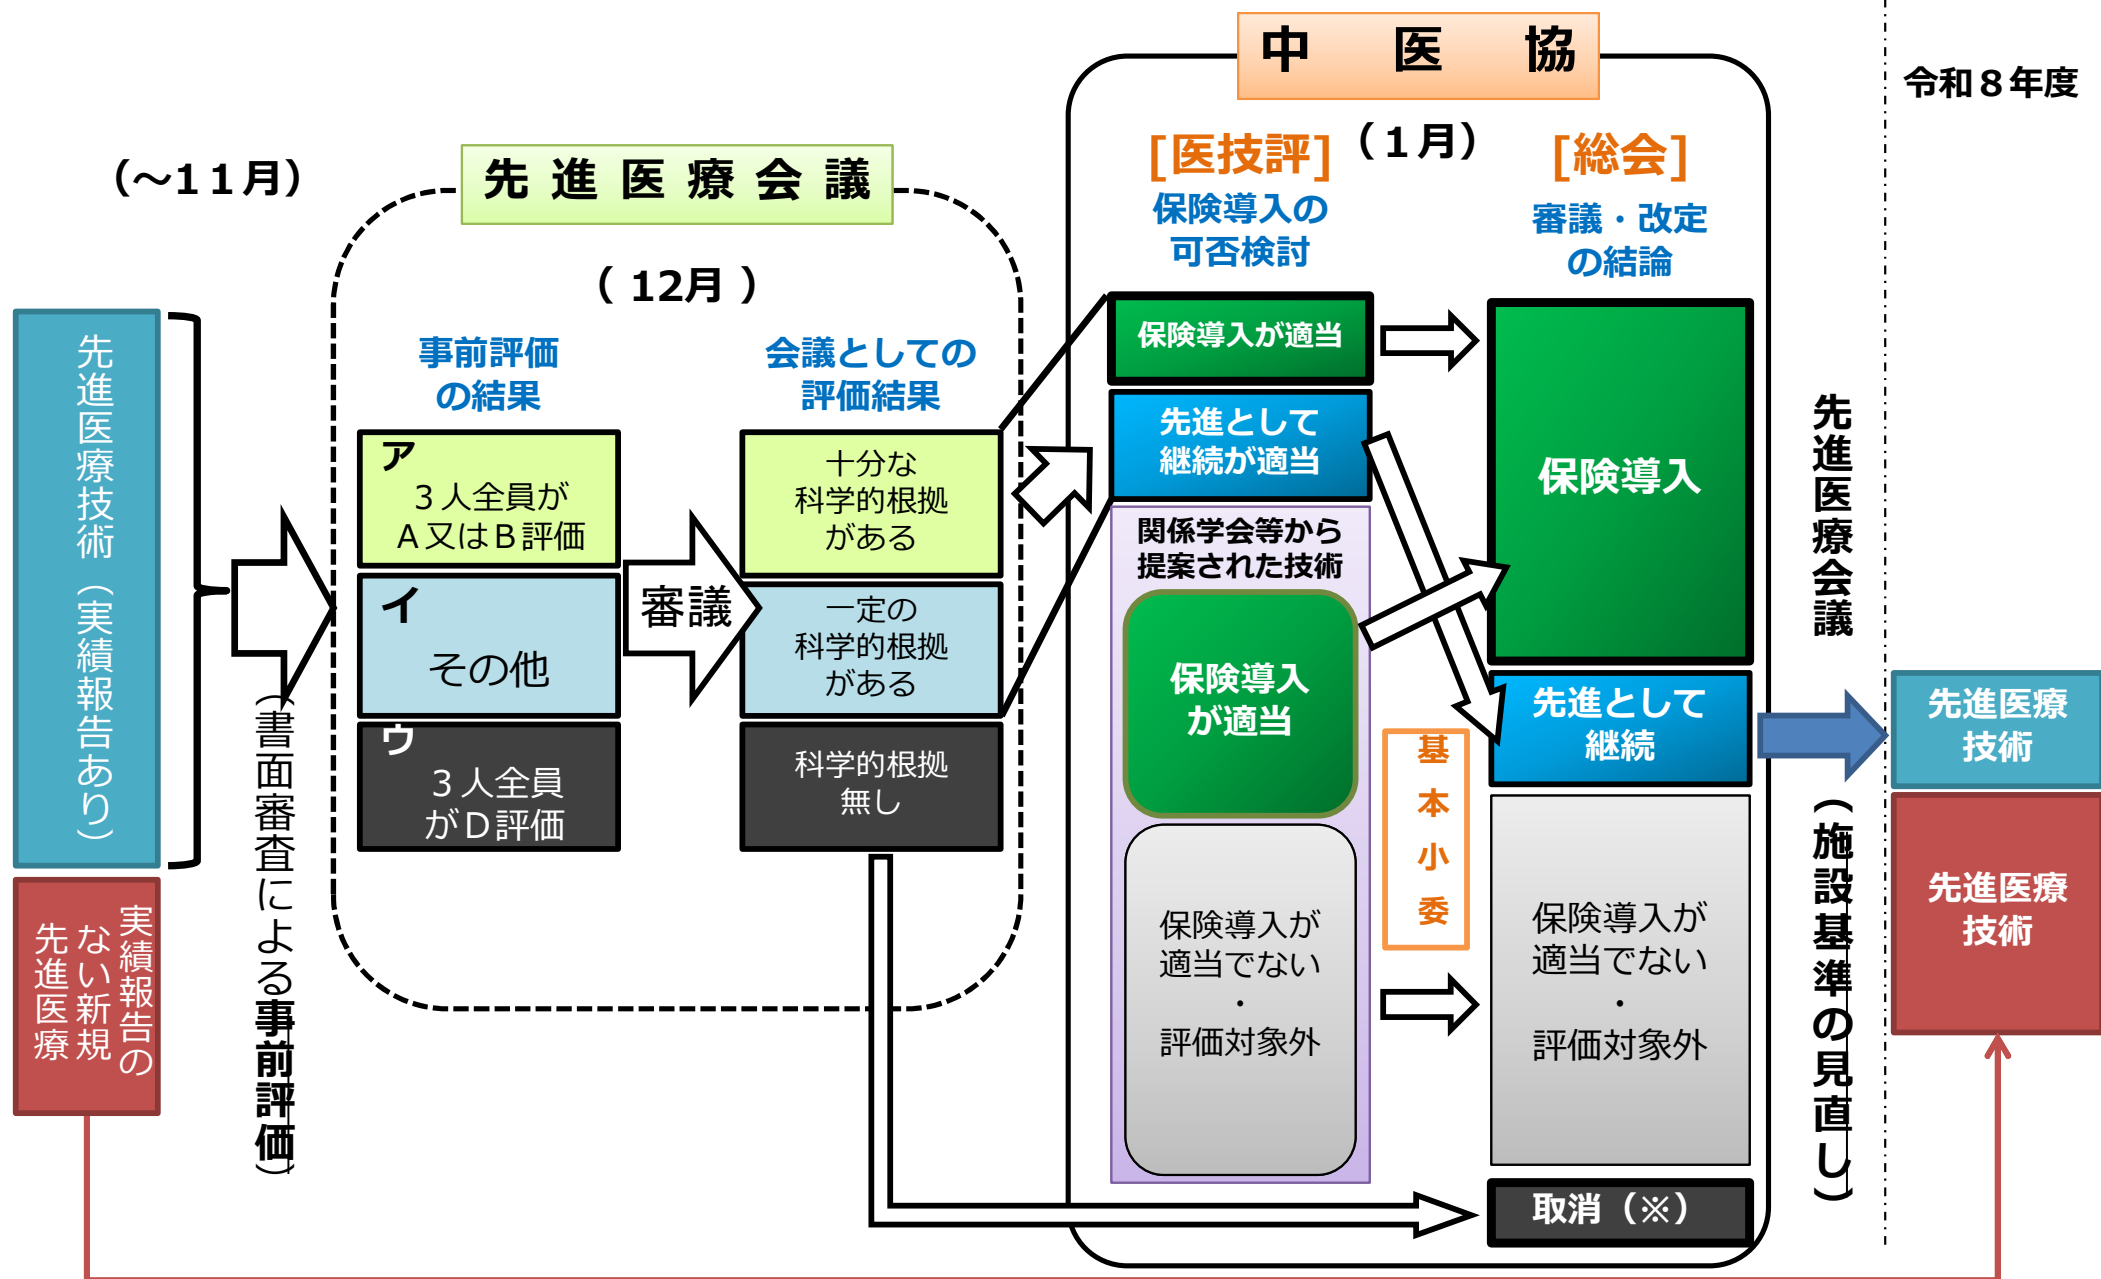 中医協
令和８年度
（～１１月）
先進医療会議
[医技評]
（１月）
[総会]
保険導入の
可否検討
審議・改定
の結論
（ 12月 ）
事前評価
の結果
会議としての
評価結果
先進医療技術（実績報告あり）
実績報告の
ない新規
先進医療
（書面審査による事前評価）
ア
３人全員が
Ａ又はＢ評価
イ
その他
ウ
３人全員
がＤ評価
審議
十分な
科学的根拠
がある
一定の
科学的根拠
がある
科学的根拠
無し
保険導入が適当
先進として
継続が適当
関係学会等から
提案された技術
保険導入
が適当
保険導入が
適当でない
・
評価対象外
基本小委
保険導入
先進として
継続
保険導入が
適当でない
・
評価対象外
取消（※）
先進医療会議（施設基準の見直し）
先進医療
技術
先進医療
技術